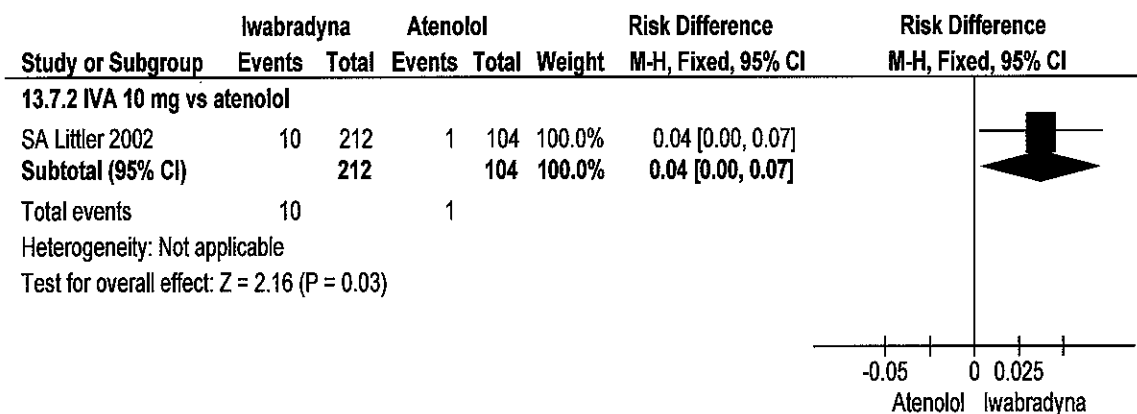 Iwabradyna Atenolol Risk Difference Risk Difference
Study or Subgroup Events Total Events Total Weight M-H, Fixed, 95% CI M-H, Fixed, 95% CI
13.7.2 IVA 10 mg vs atenolol
SA Littler 2002 10 212 1 104 100.0% 0.04 [0.00, 0.07]
Subtotal (95% CI) 212 104 100.0% 0.04 [0.00, 0.07]
Total events 10 1
Heterogeneity: Not applicable
Test for overall effect: Z = 2.16 (P = 0.03)
-0.05 0 0.025
Atenolol Iwabradyna